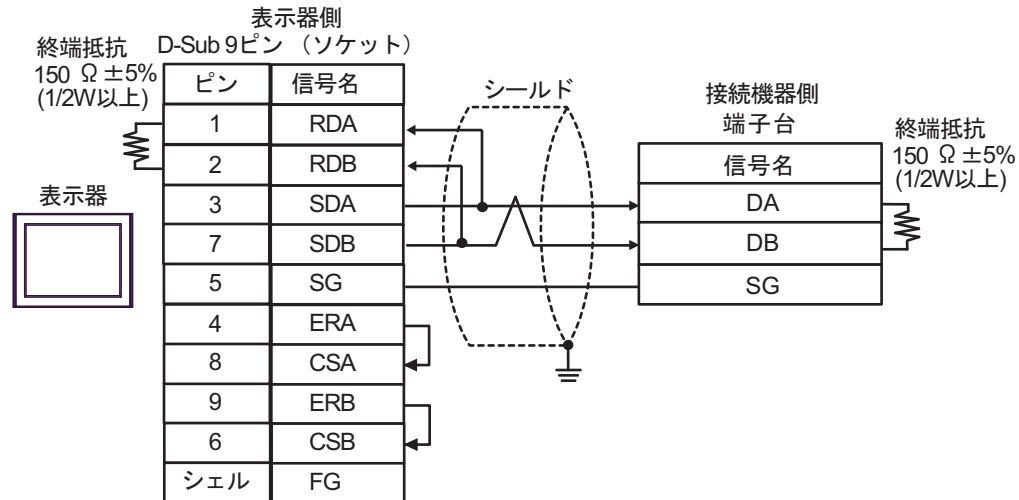 表示器側
D-Sub 9ピン （ソケット）
終端抵抗
150 Ω ±5%
(1/2W以上)
ピン 信号名
1 RDA
2 RDB
3 SDA
7 SDB
5 SG
4 ERA
8 CSA
9 ERB
6 CSB
シェル FG
表示器
シールド
接続機器側
端子台
信号名
DA
DB
SG
終端抵抗
150 Ω ±5%
(1/2W以上)